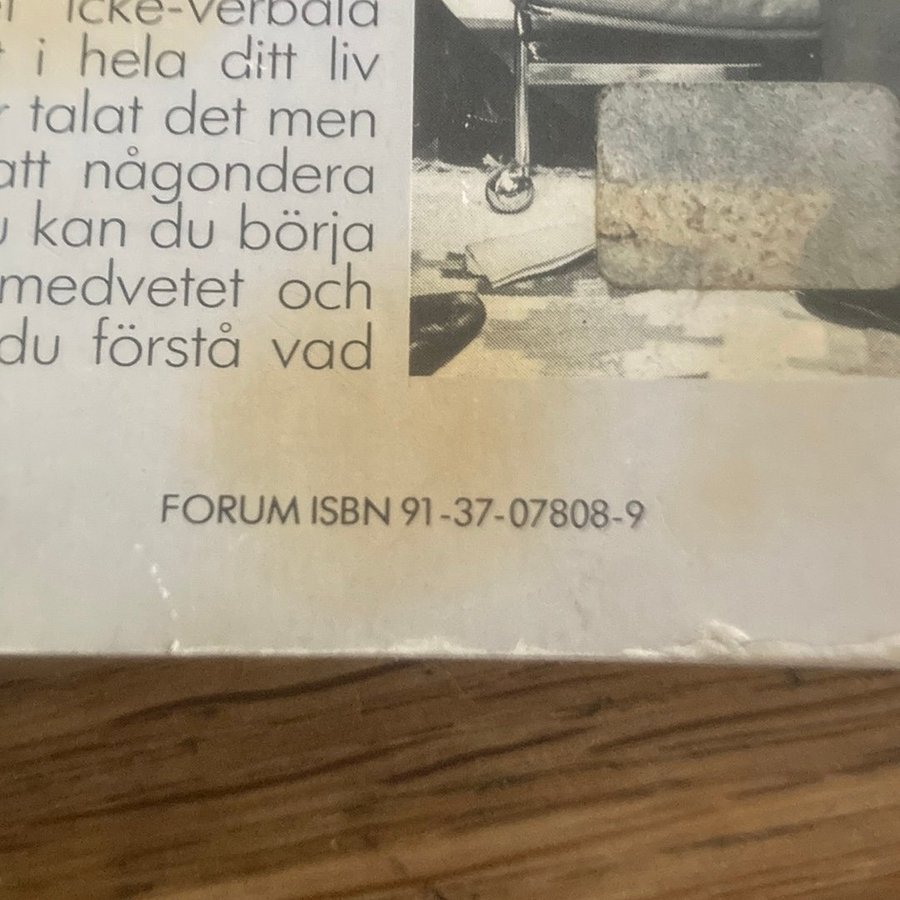 icke-verbala
i hela ditt liv
talat det men
att någondera
kan du börja
medvetet och
du förstå vad
FORUM ISBN 91-37-07808-9